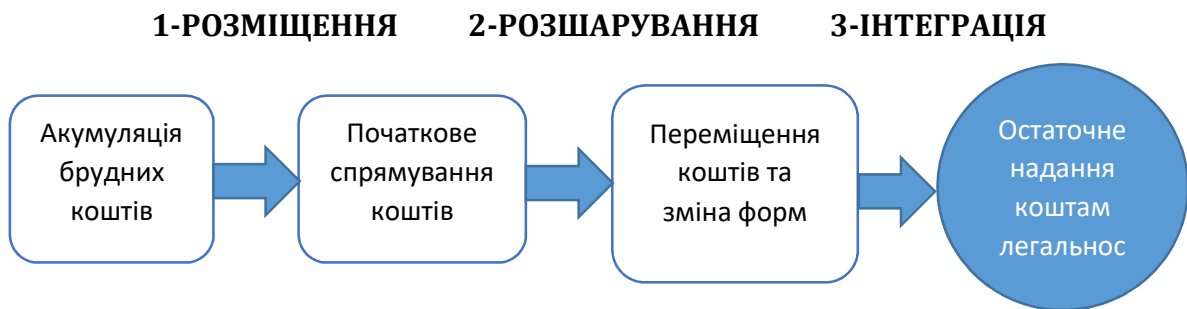 1-РОЗМІЩЕННЯ 2-РОЗШАРУВАННЯ 3-ІНТЕГРАЦІЯ
Акумуляція
брудних
коштів
Початкове
спрямування
коштів
Переміщення
коштів та
зміна форм
Остаточне
надання
коштам
легальнос